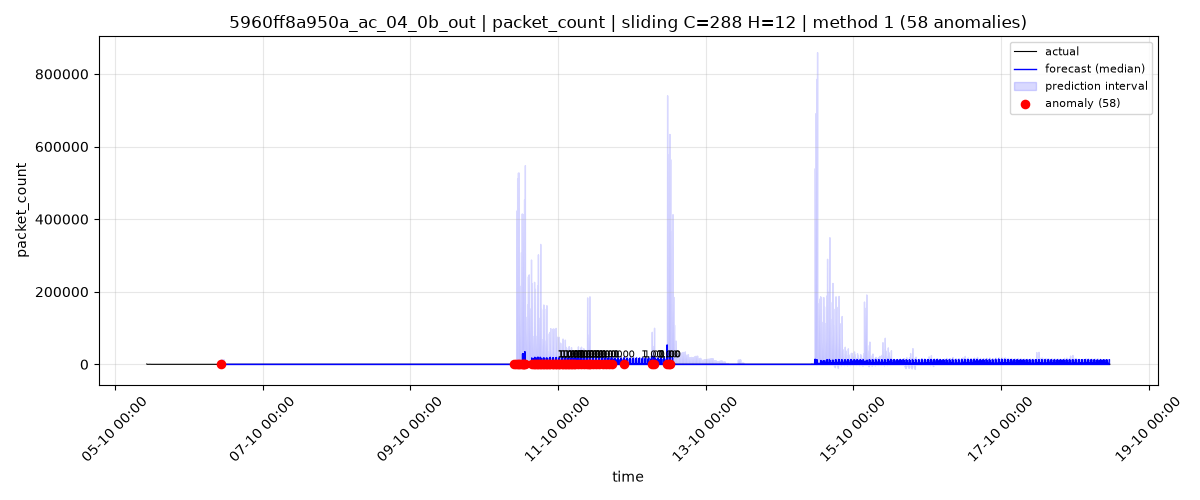 5960ff8a950a_ac_04_0b_out | packet_count | sliding C=288 H=12 | method 1 (58 anomalies)
actual
forecast (median)
prediction interval
anomaly (58)
packet_count
800000
600000
400000
200000
0
05-10 00:00
07-10 00:00
09-10 00:00
11-10 00:00
13-10 00:00
15-10 00:00
17-10 00:00
19-10 00:00
time